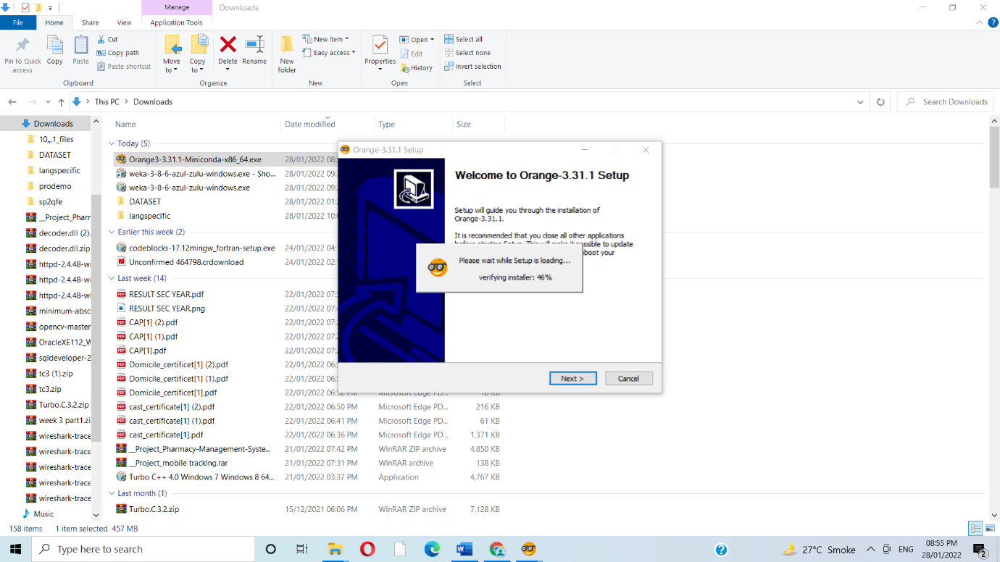 Manage
Downloads
File
Home
Share
View
Application Tools
Pin to Quick access
Copy
Paste
Cut
Copy path
Paste shortcut
Clipboard
Move to
Copy to
Delete
Rename
Organize
New folder
New item
Easy access
New
Properties
Open
Edit
History
Open
Select all
Select none
Invert selection
Select
This PC
Downloads
Search Downloads
Downloads
10,,,1_files
DATASET
langspecific
prodemo
sp2qfe
__Project_Pharr
decoder.dll (2).
decoder.dll.zip
httpd-2.4.48-wi
httpd-2.4.48-wi
httpd-2.4.48-wi
minimum-abso
opencv-master
OracleXE112_W
sqldeveloper-2
tc3 (1).zip
tc3.zip
Turbo.C.3.2.zip
week 3 part1.zi
wireshark-trace
wireshark-trace
wireshark-trace
wireshark-trace
wireshark-trace
Music
Name
Date modified
Type
Size
Today (5)
Orange3-3.31.1-Miniconda-x86_64.exe 28/01/2022 08:
weka-3-8-6-azul-zulu-windows.exe - Sho... 28/01/2022 09:
weka-3-8-6-azul-zulu-windows.exe 28/01/2022 09:
DATASET 28/01/2022 01:
langspecific 28/01/2022 10:
Earlier this week (2)
codeblocks-17.12mingw_fortran-setup.exe 24/01/2022 04:
Unconfirmed 464798.crdownload 24/01/2022 02:
Last week (14)
RESULT SEC YEAR.pdf 22/01/2022 07:
RESULT SEC YEAR.png 22/01/2022 07:
CAP[1] (2).pdf 22/01/2022 07:
CAP[1] (1).pdf 22/01/2022 07:
CAP[1].pdf 22/01/2022 07:
Domicile_certificet[1] (2).pdf 22/01/2022 06:
Domicile_certificet[1] (1).pdf 22/01/2022 06:
Domicile_certificet[1].pdf 22/01/2022 06:52 PM Microsoft Edge PD...
cast_certificate[1] (2).pdf 22/01/2022 06:50 PM Microsoft Edge PD... 216 KB
cast_certificate[1] (1).pdf 22/01/2022 06:41 PM Microsoft Edge PD... 61 KB
cast_certificate[1].pdf 22/01/2022 06:36 PM Microsoft Edge PD... 1,371 KB
__Project_Pharmacy-Management-Syste... 21/01/2022 07:42 PM WinRAR ZIP archive 4,850 KB
__Project_mobile tracking.rar 21/01/2022 07:31 PM WinRAR archive 138 KB
Turbo C++ 4.0 Windows 7 Windows 8 64... 21/01/2022 03:37 PM Application 4,767 KB
Last month (1)
Turbo.C.3.2.zip 15/12/2021 06:06 PM WinRAR ZIP archive 7,128 KB
Orange-3.31.1 Setup
Welcome to Orange-3.31.1 Setup
Setup will guide you through the installation of
Orange-3.31.1.
It is recommended that you close all other applications
before starting Setup. This will make it possible to update
eboot your
Please wait while Setup is loading...
verifying installer: 46%
Next >
Cancel
158 items
1 item selected 457 MB
Type here to search
27°C Smoke
ENG
08:55 PM
28/01/2022
2